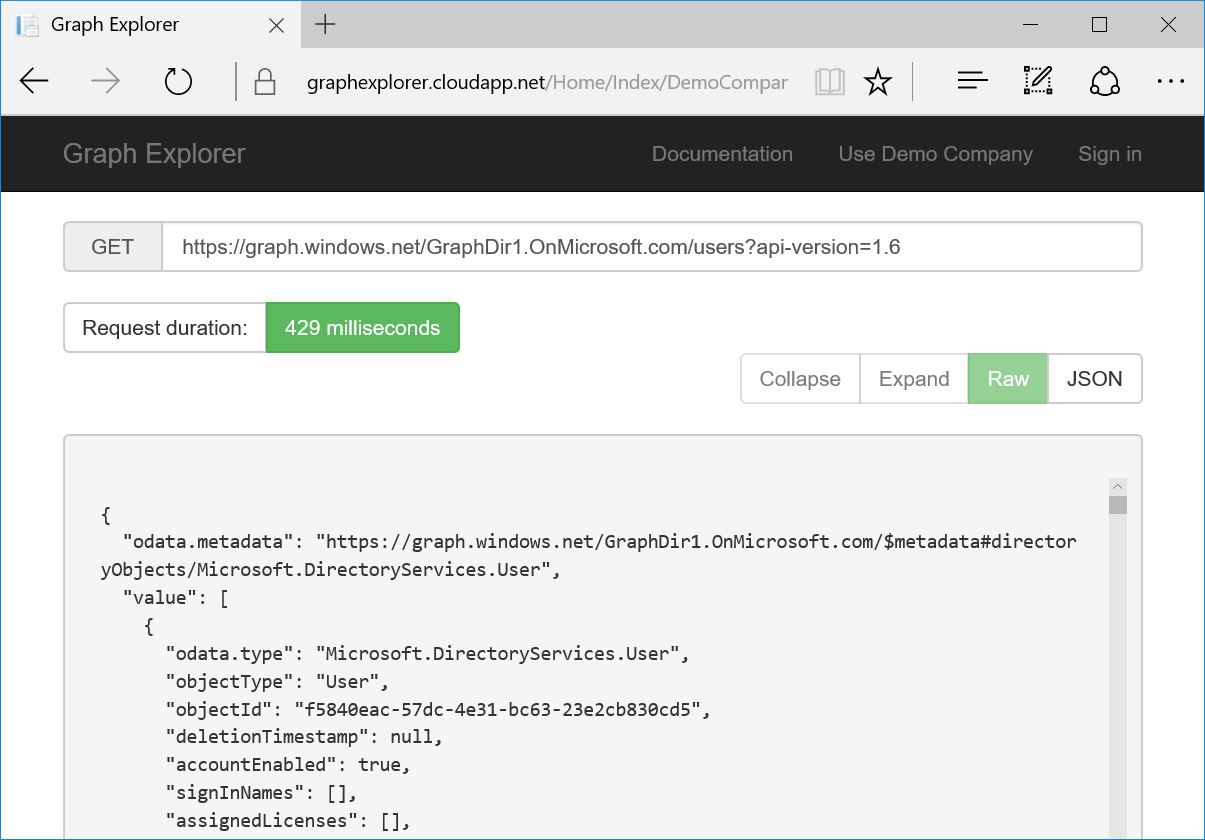 Graph Explorer
graphexplorer.cloudapp.net/Home/Index/DemoCompar
Graph Explorer Documentation Use Demo Company Sign in
GET https://graph.windows.net/GraphDir1.OnMicrosoft.com/users?api-version=1.6
Request duration: 429 milliseconds
Collapse Expand Raw JSON
{
"odata.metadata": "https://graph.windows.net/GraphDir1.OnMicrosoft.com/$metadata#director
yObjects/Microsoft.DirectoryServices.User",
"value": [
{
"odata.type": "Microsoft.DirectoryServices.User",
"objectType": "User",
"objectId": "f5840eac-57dc-4e31-bc63-23e2cb830cd5",
"deletionTimestamp": null,
"accountEnabled": true,
"signInNames": [],
"assignedLicenses": [],